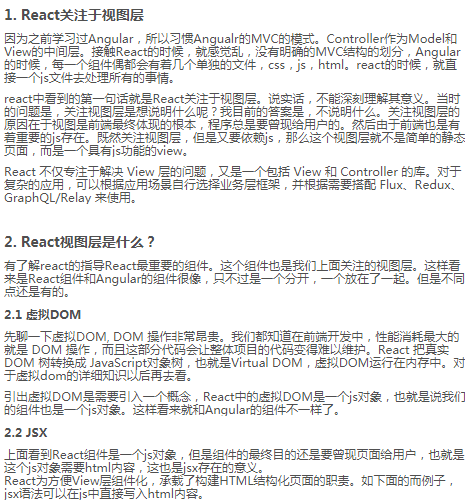 1. React关注于视图层
因为之前学习过Angular，所以习惯Angualr的MVC的模式。Controller作为Model和
View的中间层。接触React的时候，就感觉乱，没有明确的MVC结构的划分，Angular
的时候，每一个组件偶都会有着几个单独的文件，css，js，html。react的时候，就直
接一个js文件去处理所有的事情。
react中看到的第一句话就是React关注于视图层。说实话，不能深刻理解其意义。当时
的问题是，关注视图层是想说明什么呢？我目前的答案是，不说明什么。关注视图层的
原因在于视图是前端最终体现的根本，程序总是要曾现给用户的。然后由于前端也是有
着重要的js存在。既然关注视图层，但是又要依赖js，那么这个视图层就不是简单的静态
页面，而是一个具有js功能的view。
React 不仅专注于解决 View 层的问题，又是一个包括 View 和 Controller 的库。对于
复杂的应用，可以根据应用场景自行选择业务层框架，并根据需要搭配 Flux、Redux、
GraphQL/Relay 来使用。
2. React视图层是什么？
有了解react的指导React最重要的组件。这个组件也是我们上面关注的视图层。这样看
来是React组件和Angular的组件很像，只不过是一个分开，一个放在了一起。但是不同
点还是有的。
2.1 虚拟DOM
先聊一下虚拟DOM, DOM 操作非常昂贵。我们都知道在前端开发中，性能消耗最大的
就是 DOM 操作，而且这部分代码会让整体项目的代码变得难以维护。React 把真实
DOM 树转换成 JavaScript对象树，也就是Virtual DOM，虚拟DOM运行在内存中。对
于虚拟dom的详细知识以后再去看。
引出虚拟DOM是需要引入一个概念，React中的虚拟DOM是一个js对象，也就是说我们
的组件也是一个js对象。这样看来就和Angular的组件不一样了。
2.2 JSX
上面看到React组件是一个js对象，但是组件的最终目的还是要曾现页面给用户，也就是
这个js对象需要html内容，这也是jsx存在的意义。
React为方便View层组件化，承载了构建HTML结构化页面的职责。如下面的而例子，
jsx语法可以在js中直接写入html内容。